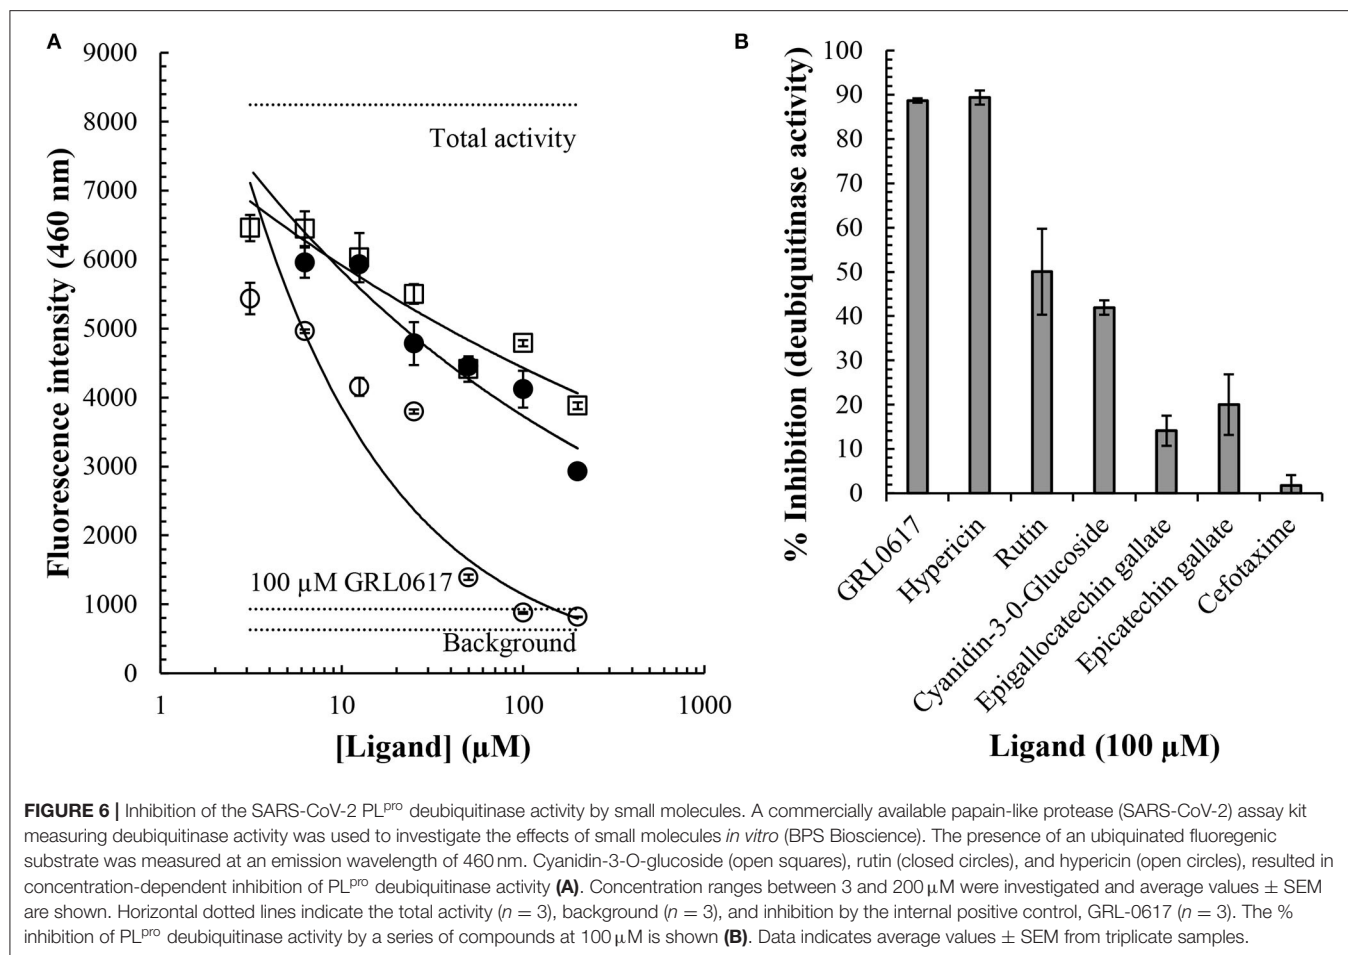 A
9000
8000
7000
6000
5000
4000
3000
2000
1000
0
Fluorescence intensity (460 nm)
Total activity
100 µM GRL0617
Background
1
10
100
1000
[Ligand] (µM)
B
100
90
80
70
60
50
40
30
20
10
0
% Inhibition (deubiquitinase activity)
GRL0617
Hypericin
Rutin
Cyanidin-3-0-Glucoside
Epigallocatechin gallate
Epicatechin gallate
Cefotaxime
Ligand (100 µM)
FIGURE 6 | Inhibition of the SARS-CoV-2 PLpro deubiquitinase activity by small molecules. A commercially available papain-like protease (SARS-CoV-2) assay kit
measuring deubiquitinase activity was used to investigate the effects of small molecules in vitro (BPS Bioscience). The presence of an ubiquinated fluoregenic
substrate was measured at an emission wavelength of 460 nm. Cyanidin-3-O-glucoside (open squares), rutin (closed circles), and hypericin (open circles), resulted in
concentration-dependent inhibition of PLpro deubiquitinase activity (A). Concentration ranges between 3 and 200 µM were investigated and average values ± SEM
are shown. Horizontal dotted lines indicate the total activity (n = 3), background (n = 3), and inhibition by the internal positive control, GRL-0617 (n = 3). The %
inhibition of PLpro deubiquitinase activity by a series of compounds at 100 µM is shown (B). Data indicates average values ± SEM from triplicate samples.